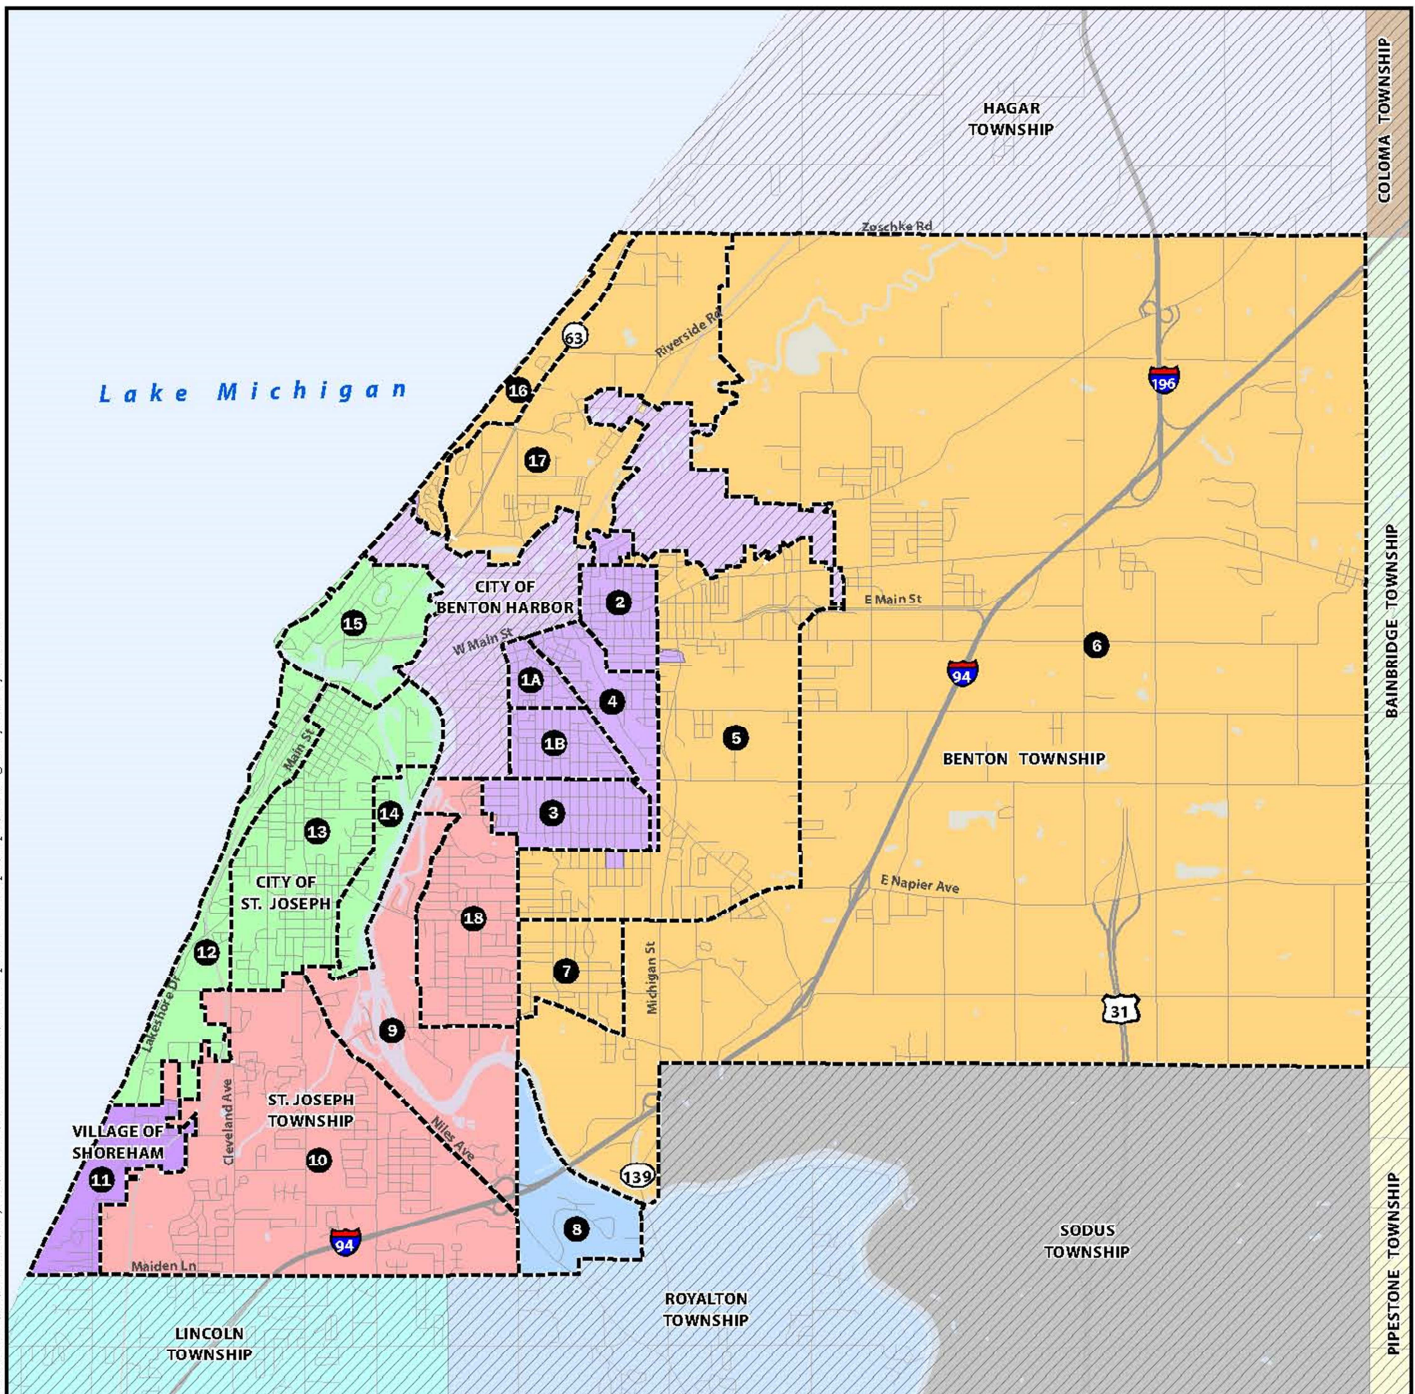 HAGAR
TOWNSHIP
COLOMA TOWNSHIP
Zoschke Rd
63
Riverside Rd
196
Lake Michigan
16
17
CITY OF
BENTON HARBOR
2
E Main St
15
W Main St
6
94
1A
4
BAINBRIDGE TOWNSHIP
Main St
5
1B
BENTON TOWNSHIP
14
3
13
CITY OF
ST. JOSEPH
E Napier Ave
18
12
7
Michigan St
31
Lakeshore Dr
9
ST. JOSEPH
TOWNSHIP
Cleveland Ave
Niles Ave
VILLAGE OF
SHOREHAM
10
11
139
8
94
SODUS
TOWNSHIP
Maiden Ln
PIPESTONE TOWNSHIP
ROYALTON
TOWNSHIP
LINCOLN
TOWNSHIP